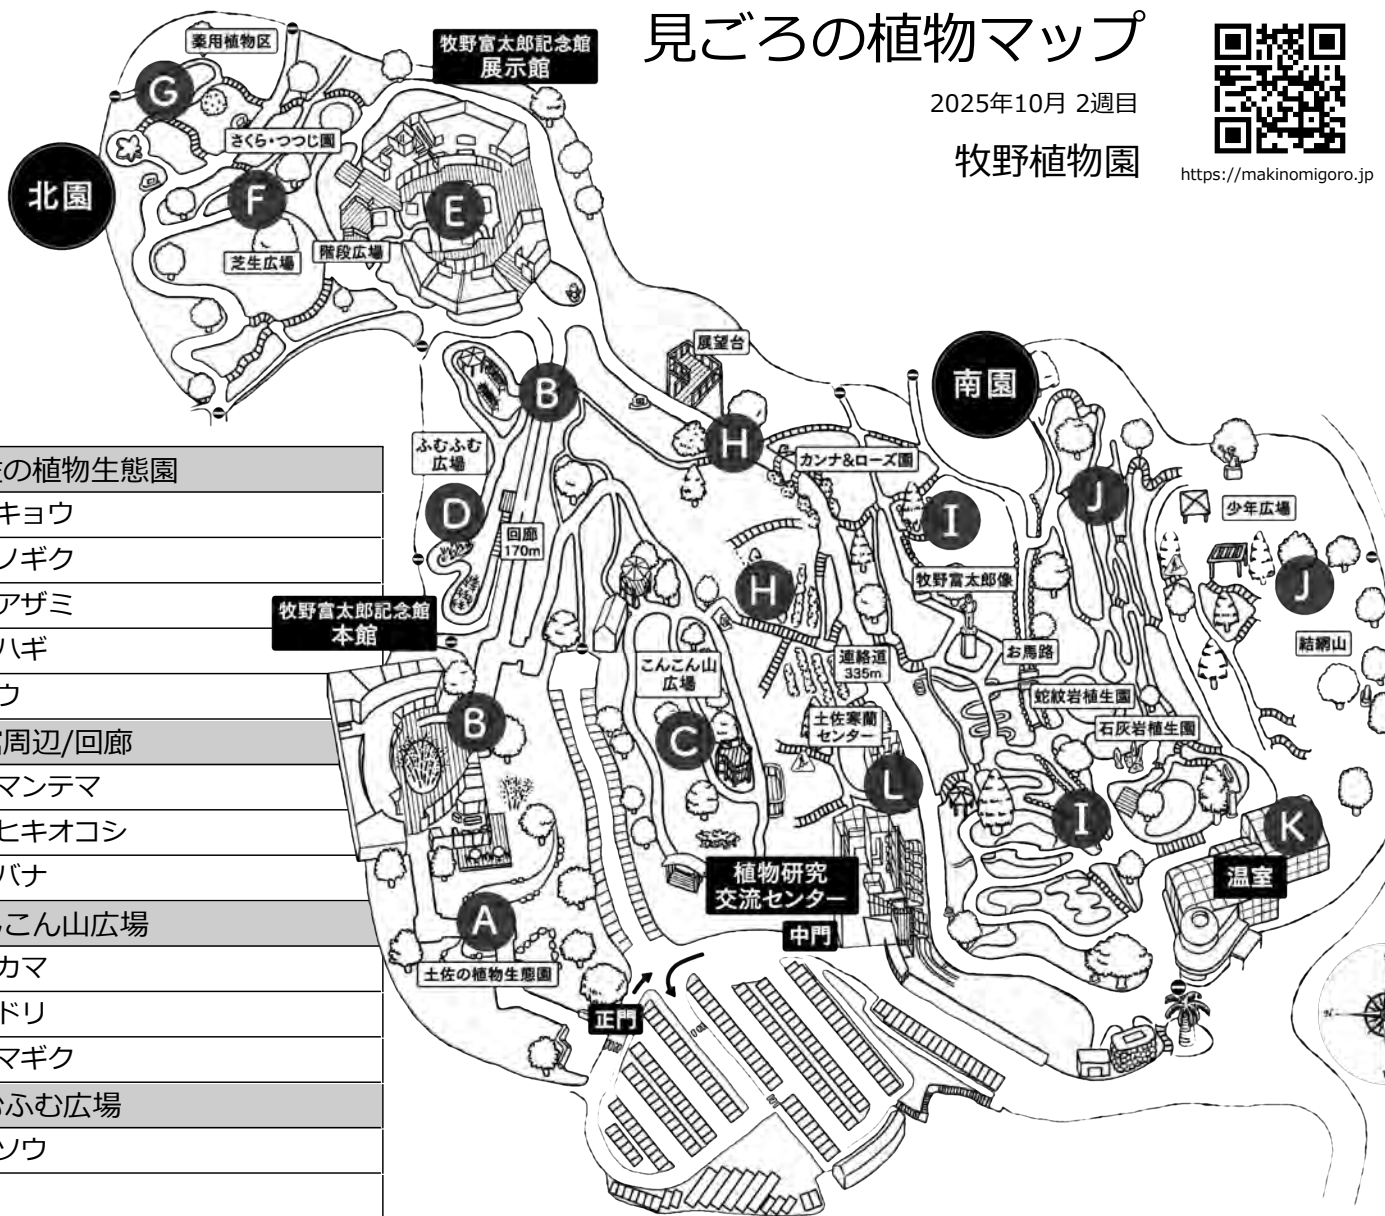 見ごろの植物マップ
2025年10月 2週目
牧野植物園
https://makinomigoro.jp
薬用植物区
牧野富太郎記念館
展示館
G
さくら・つつじ園
北園
F
E
芝生広場
階段広場
展望台
南園
B
ふむふむ
広場
H
カンナ&ローズ園
J
少年広場
D
回廊
170m
I
牧野富太郎像
H
J
牧野富太郎記念館
本館
こんこん山
広場
連絡道
335m
お馬路
結網山
蛇紋岩植生園
B
C
土佐寒蘭
センター
石灰岩植生園
L
I
K
植物研究
交流センター
温室
中門
A
土佐の植物生態園
正門
の植物生態園
キョウ
ノギク
アザミ
ハギ
ウ
周辺/回廊
マンテマ
ヒキオコシ
バナ
こん山広場
カマ
ドリ
マギク
ふむ広場
ソウ